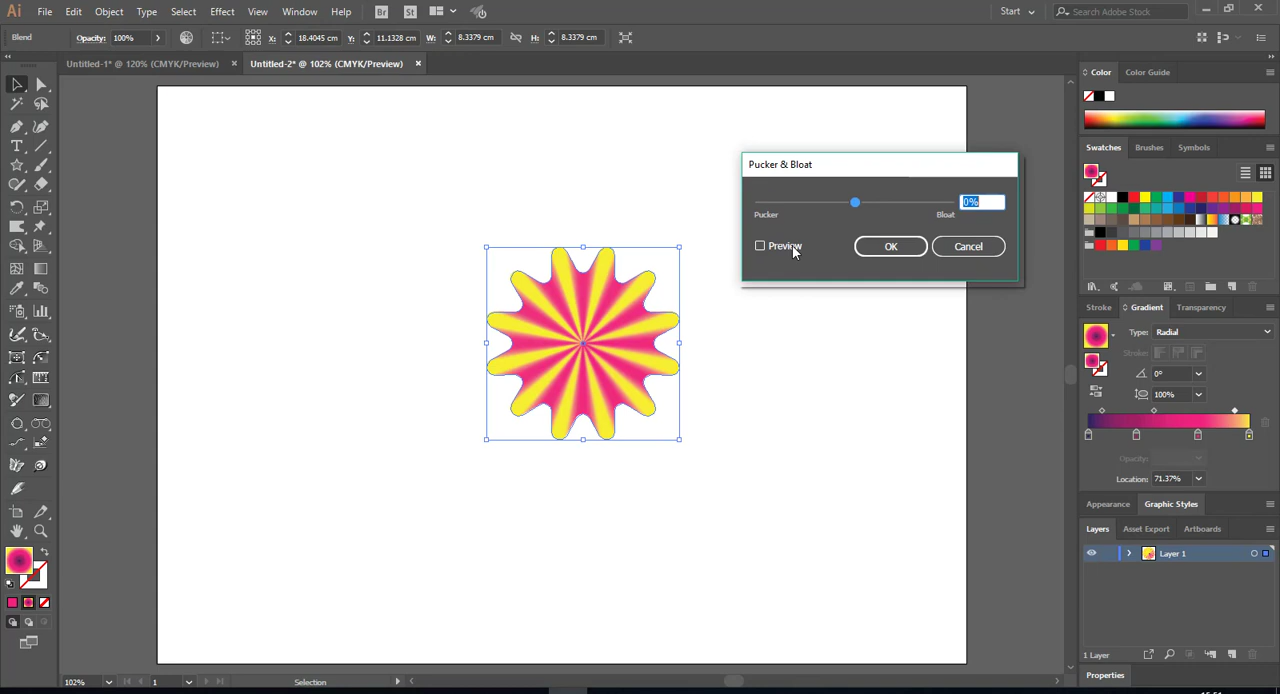 Ai File Edit Object Type Select Effect View Window Help Br St Start Search Adobe Stock
Blend Opacity: 100% X: 18.4045 cm Y: 11.1328 cm W: 8.3379 cm H: 8.3379 cm
Untitled-1* @ 120% (CMYK/Preview) × Untitled-2* @ 102% (CMYK/Preview) ×
Color Color Guide
Swatches Brushes Symbols
Pucker & Bloat
0%
Pucker Bloat
Preview OK Cancel
Stroke Gradient Transparency
Type: Radial
Stroke:
0°
100%
Opacity:
Location: 71.37%
Appearance Graphic Styles
Layers Asset Export Artboards
Layer 1
1 Layer
Properties
102% 1 Selection